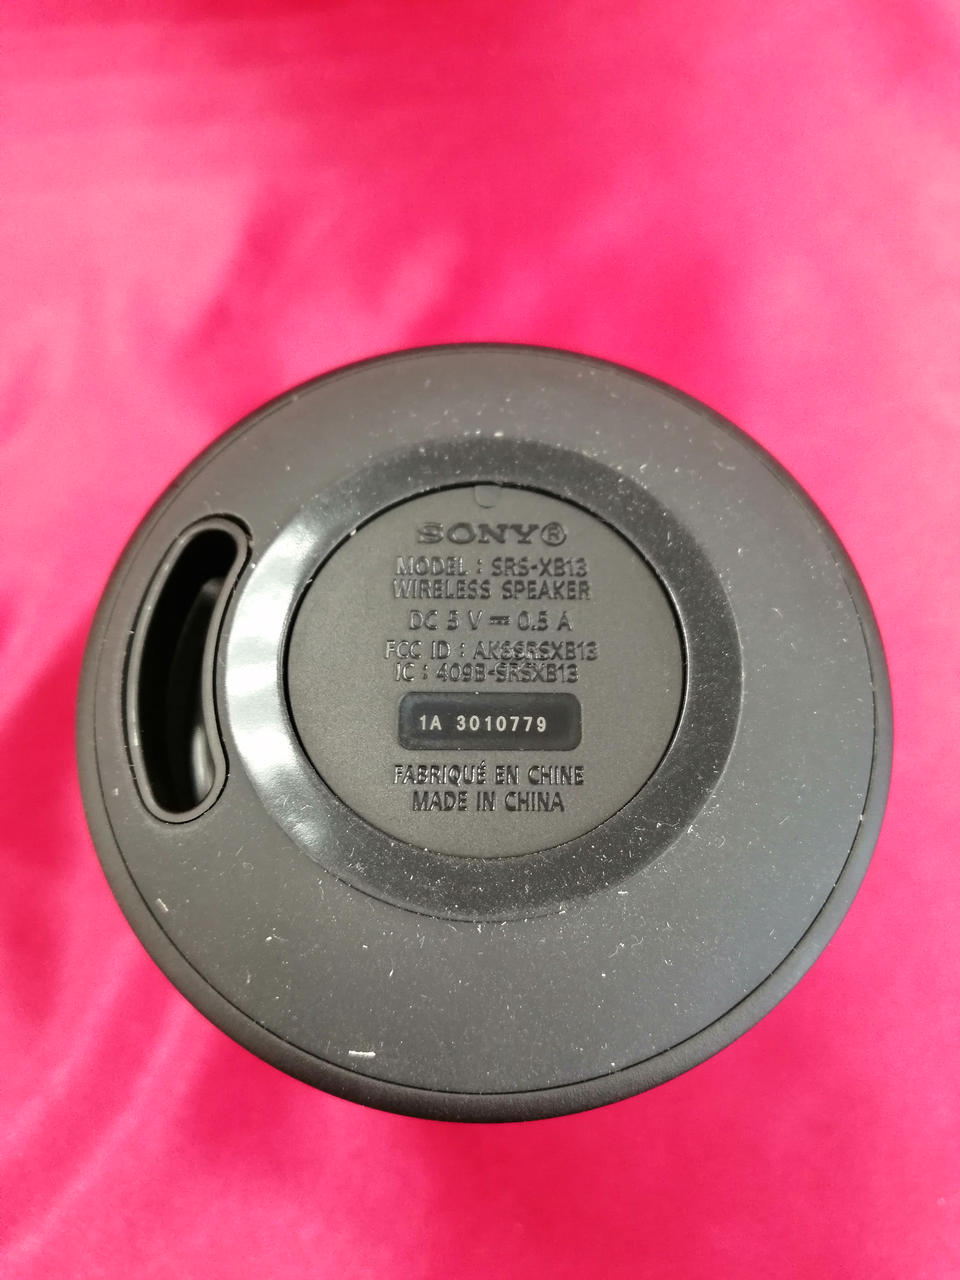 SONY®
MODEL : SRS-XB13
WIRELESS SPEAKER
DC 5 V ⎓ 0.5 A
FCC ID : AK8SRSXB13
IC : 409B-SRSXB13
1A 3010779
FABRIQUÉ EN CHINE
MADE IN CHINA